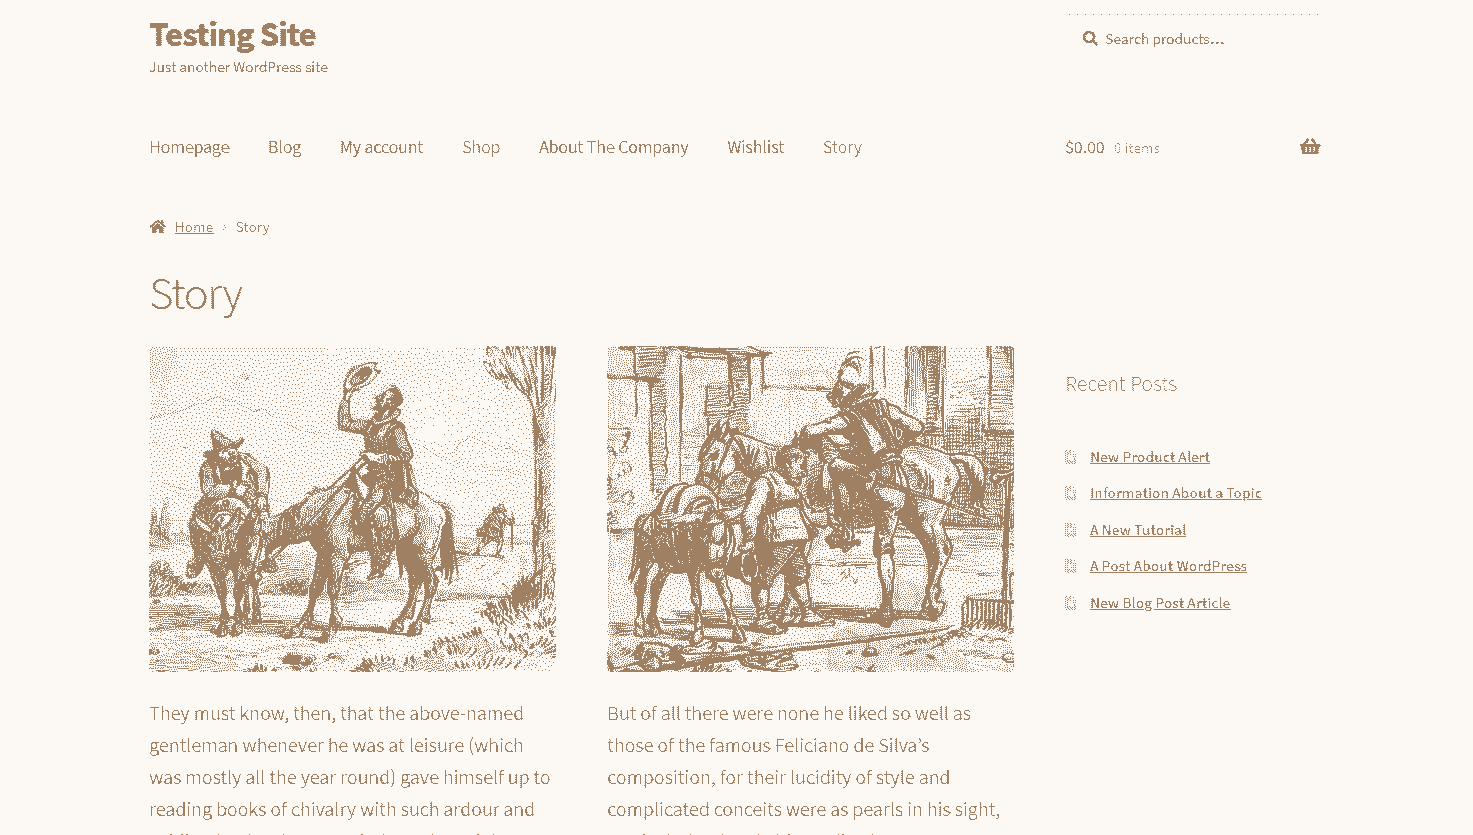 Testing Site
Just another WordPress site
Search products…
Homepage Blog My account Shop About The Company Wishlist Story
$0.00 0 items
Home › Story
Story
They must know, then, that the above-named
gentleman whenever he was at leisure (which
was mostly all the year round) gave himself up to
reading books of chivalry with such ardour and
But of all there were none he liked so well as
those of the famous Feliciano de Silva’s
composition, for their lucidity of style and
complicated conceits were as pearls in his sight,
Recent Posts
New Product Alert
Information About a Topic
A New Tutorial
A Post About WordPress
New Blog Post Article